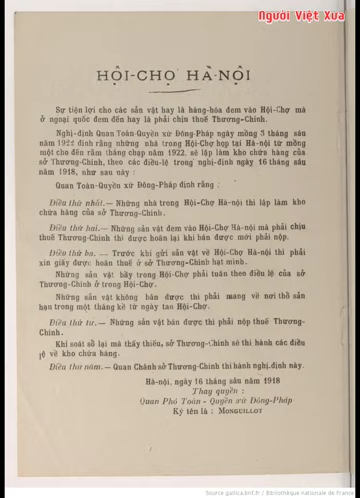 Người Việt Xưa
HỘI-CHỢ HÀ-NỘI
Sự tiện lợi cho các sản vật hay là hàng-hóa đem vào Hội-Chợ mà
ở ngoại quốc đem đến hay là phải chịu thuế Thương-Chính.
Nghị-định Quan Toàn-Quyền xứ Đông-Pháp ngày mồng 3 tháng sáu
năm 1922 định rằng những nhà trong Hội-Chợ họp tại Hà-nội từ mồng
một cho đến rằm tháng chạp năm 1922, sẽ lập làm kho chứa hàng của
sở Thương-Chính, theo các điều-lệ trong nghị-định ngày 16 tháng sáu
năm 1918, như sau này :
Quan Toàn-Quyền xứ Đông-Pháp định rằng :
Điều thứ nhất. — Những nhà trong Hội-Chợ Hà-nội thì lập làm kho
chứa hàng của sở Thương-Chính.
Điều thứ hai. — Những sản vật đem vào Hội-Chợ Hà-nội mà phải chịu
thuế Thương-Chính thì được hoãn lại khi bán được mới phải nộp.
Điều thứ ba. — Trước khi gửi sản vật về Hội-Chợ Hà-nội thì phải
xin giấy được hoãn thuế ở sở Thương-Chính hạt mình.
Những sản vật bầy trong Hội-Chợ phải tuân theo điều lệ của sở
Thương-Chính ở trong Hội-Chợ.
Những sản vật không bán được thì phải mang về nơi thổ sản
hạn trong một tháng kể từ ngày tan Hội-Chợ.
Điều thứ tư. — Những sản vật bán được thì phải nộp thuế Thương-
Chính.
Khi soát sổ lại mà thấy thiếu, sở Thương-Chính sẽ thi hành các điều
lệ về kho chứa hàng.
Điều thứ năm. — Quan Chánh sở Thương-Chính thi hành nghị định này.
Hà-nội, ngày 16 tháng sáu năm 1918
Thay quyền :
Quan Phó Toàn - Quyền xứ Đông-Pháp
Ký tên là : MONGUILLOT
Source gallica.bnf.fr / Bibliothèque nationale de France